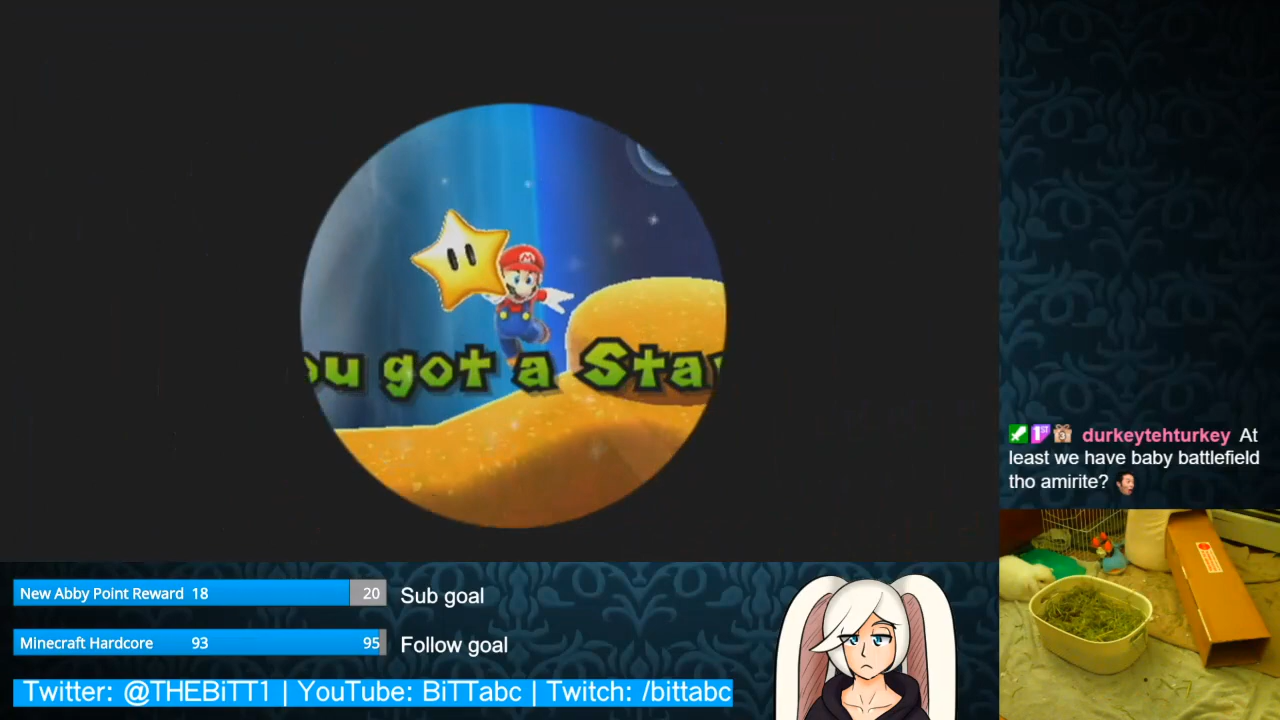 ou got a Sta
durkeytehturkey At
least we have baby battlefield
tho amirite?
New Abby Point Reward 18 20 Sub goal
Minecraft Hardcore 93 95 Follow goal
Twitter: @THEBiTT1 | YouTube: BiTTabc | Twitch: /bittabc